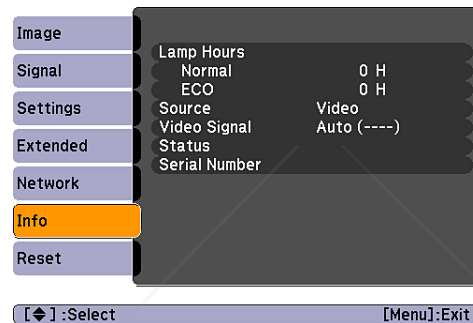 Image
Signal
Settings
Extended
Network
Info
Reset
Lamp Hours
Normal 0 H
ECO 0 H
Source Video
Video Signal Auto (----)
Status
Serial Number
[◆] :Select [Menu]:Exit